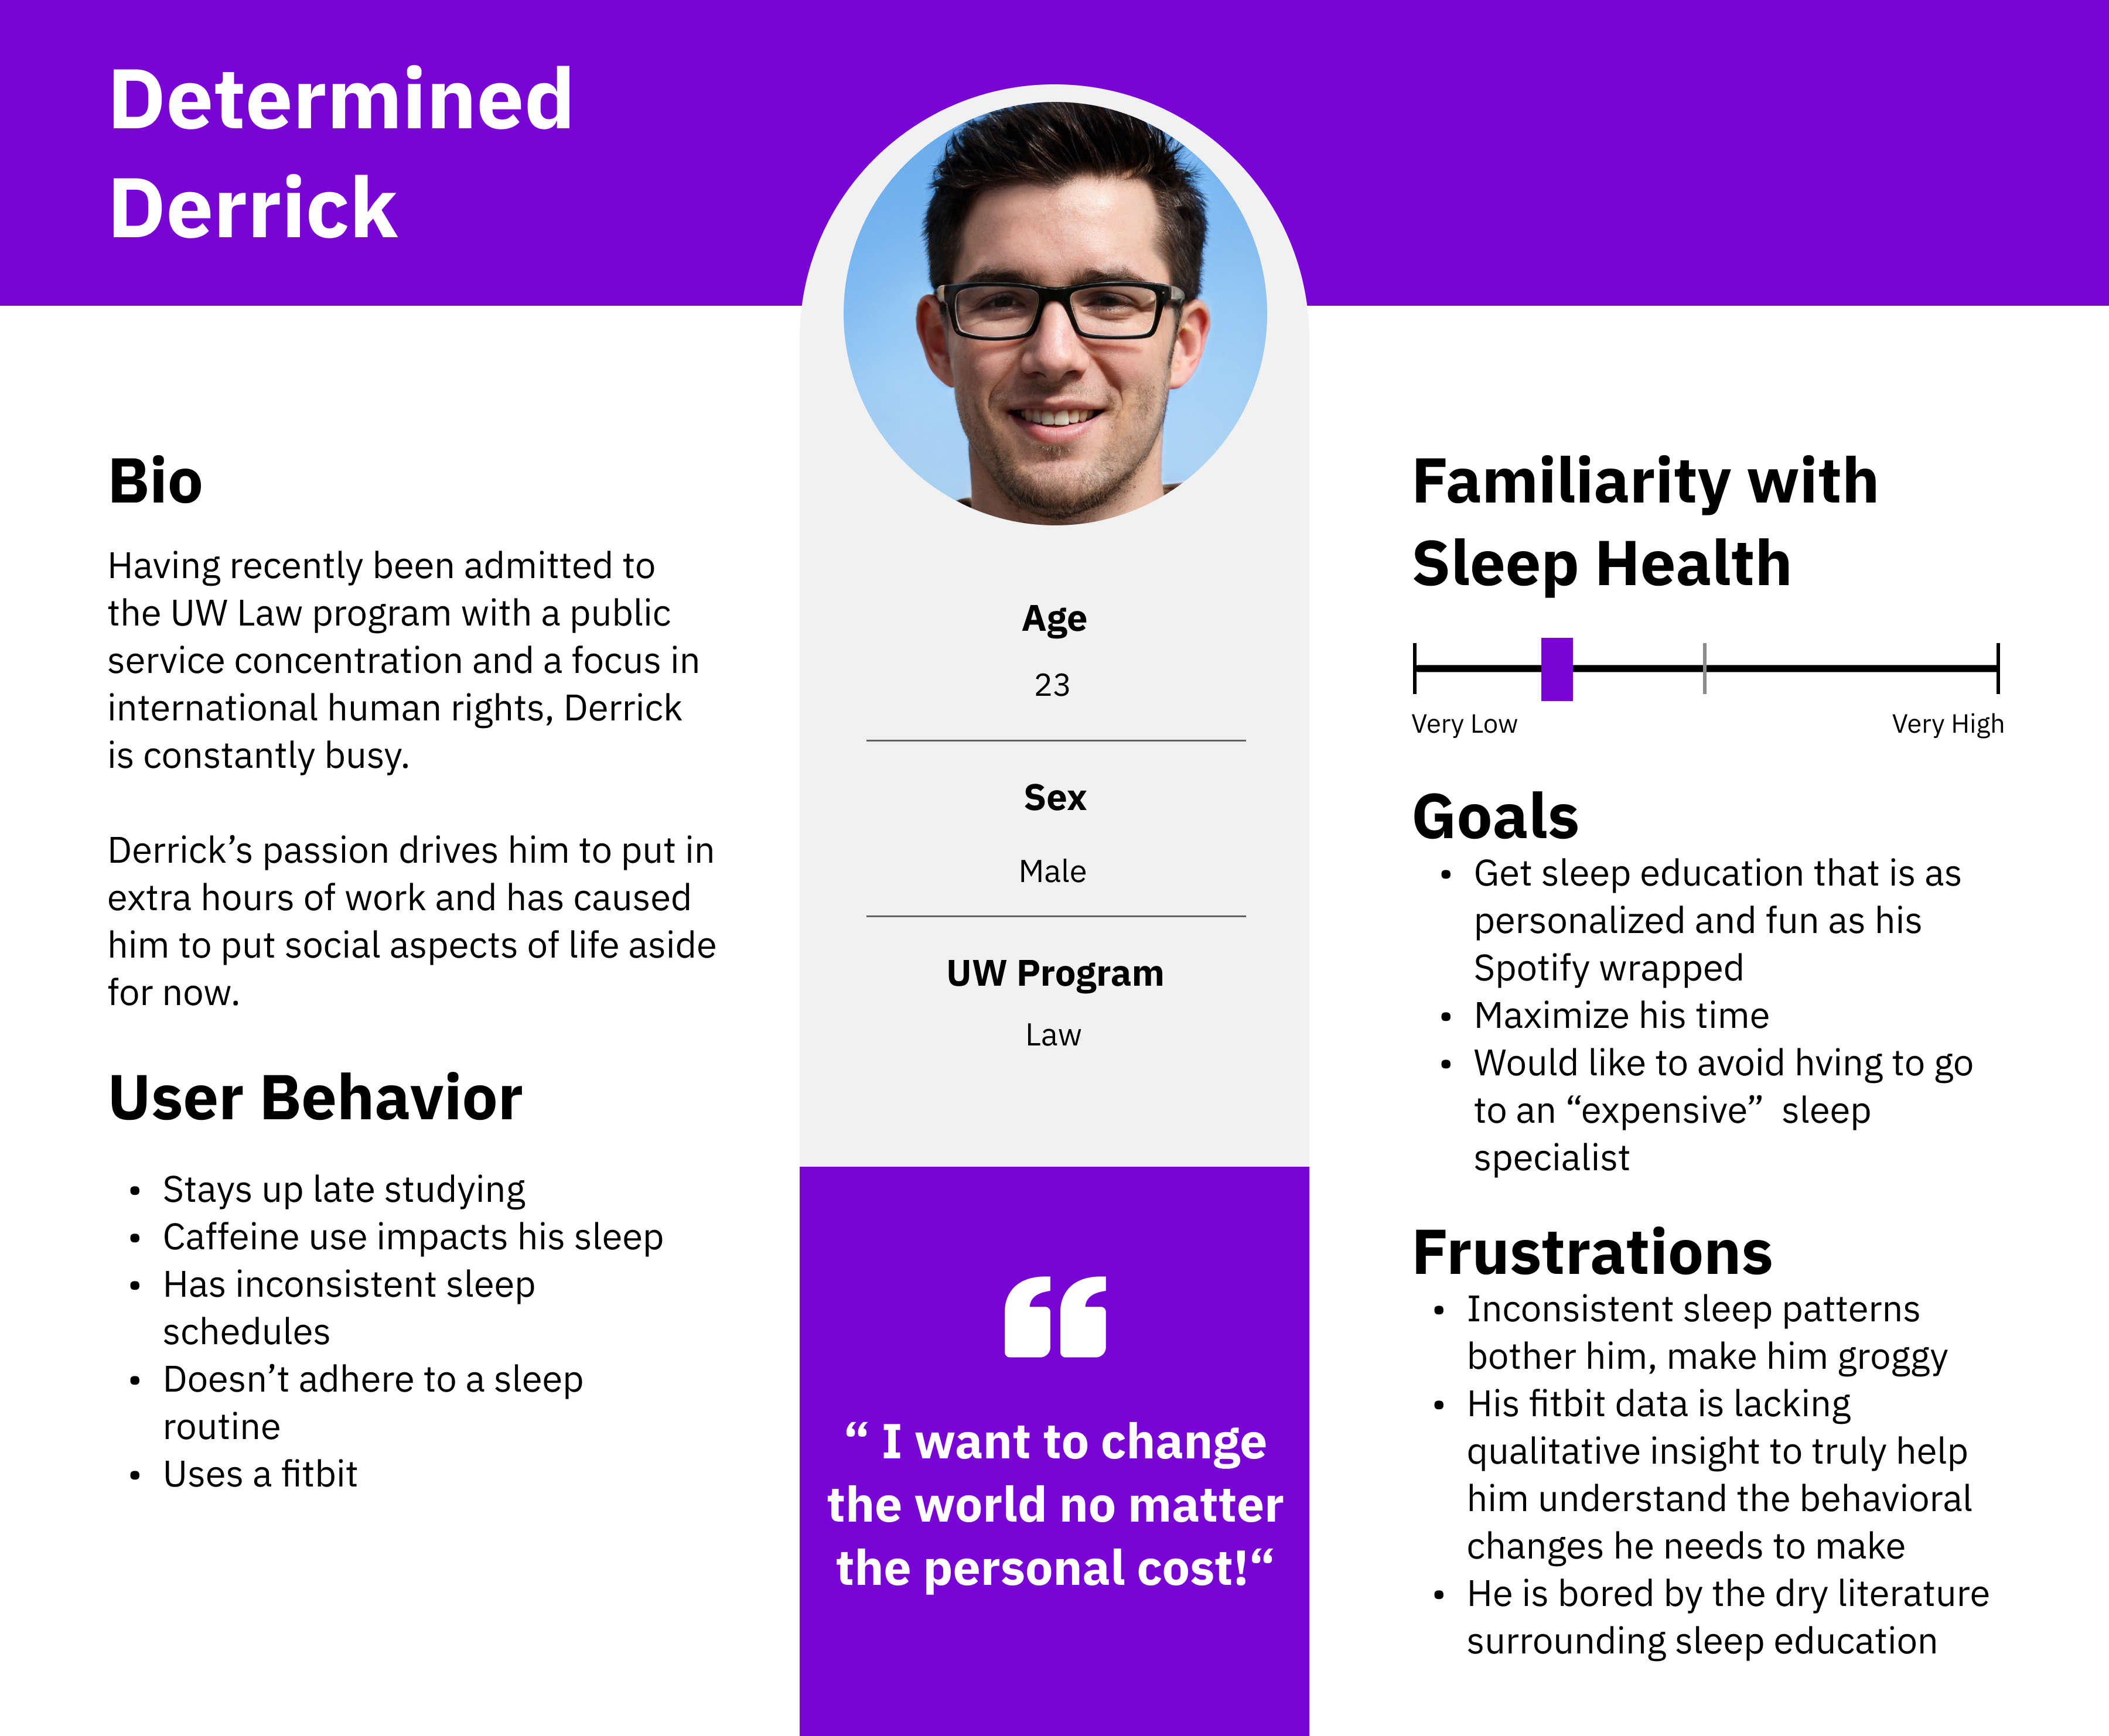 Determined
Derrick
Bio
Having recently been admitted to
the UW Law program with a public
service concentration and a focus in
international human rights, Derrick
is constantly busy.
Derrick’s passion drives him to put in
extra hours of work and has caused
him to put social aspects of life aside
for now.
User Behavior
• Stays up late studying
• Caffeine use impacts his sleep
• Has inconsistent sleep
schedules
• Doesn’t adhere to a sleep
routine
• Uses a fitbit
Age
23
Sex
Male
UW Program
Law
“
“ I want to change
the world no matter
the personal cost!“
Familiarity with
Sleep Health
Very Low
Very High
Goals
• Get sleep education that is as
personalized and fun as his
Spotify wrapped
• Maximize his time
• Would like to avoid hving to go
to an “expensive”  sleep
specialist
Frustrations
• Inconsistent sleep patterns
bother him, make him groggy
• His fitbit data is lacking
qualitative insight to truly help
him understand the behavioral
changes he needs to make
• He is bored by the dry literature
surrounding sleep education